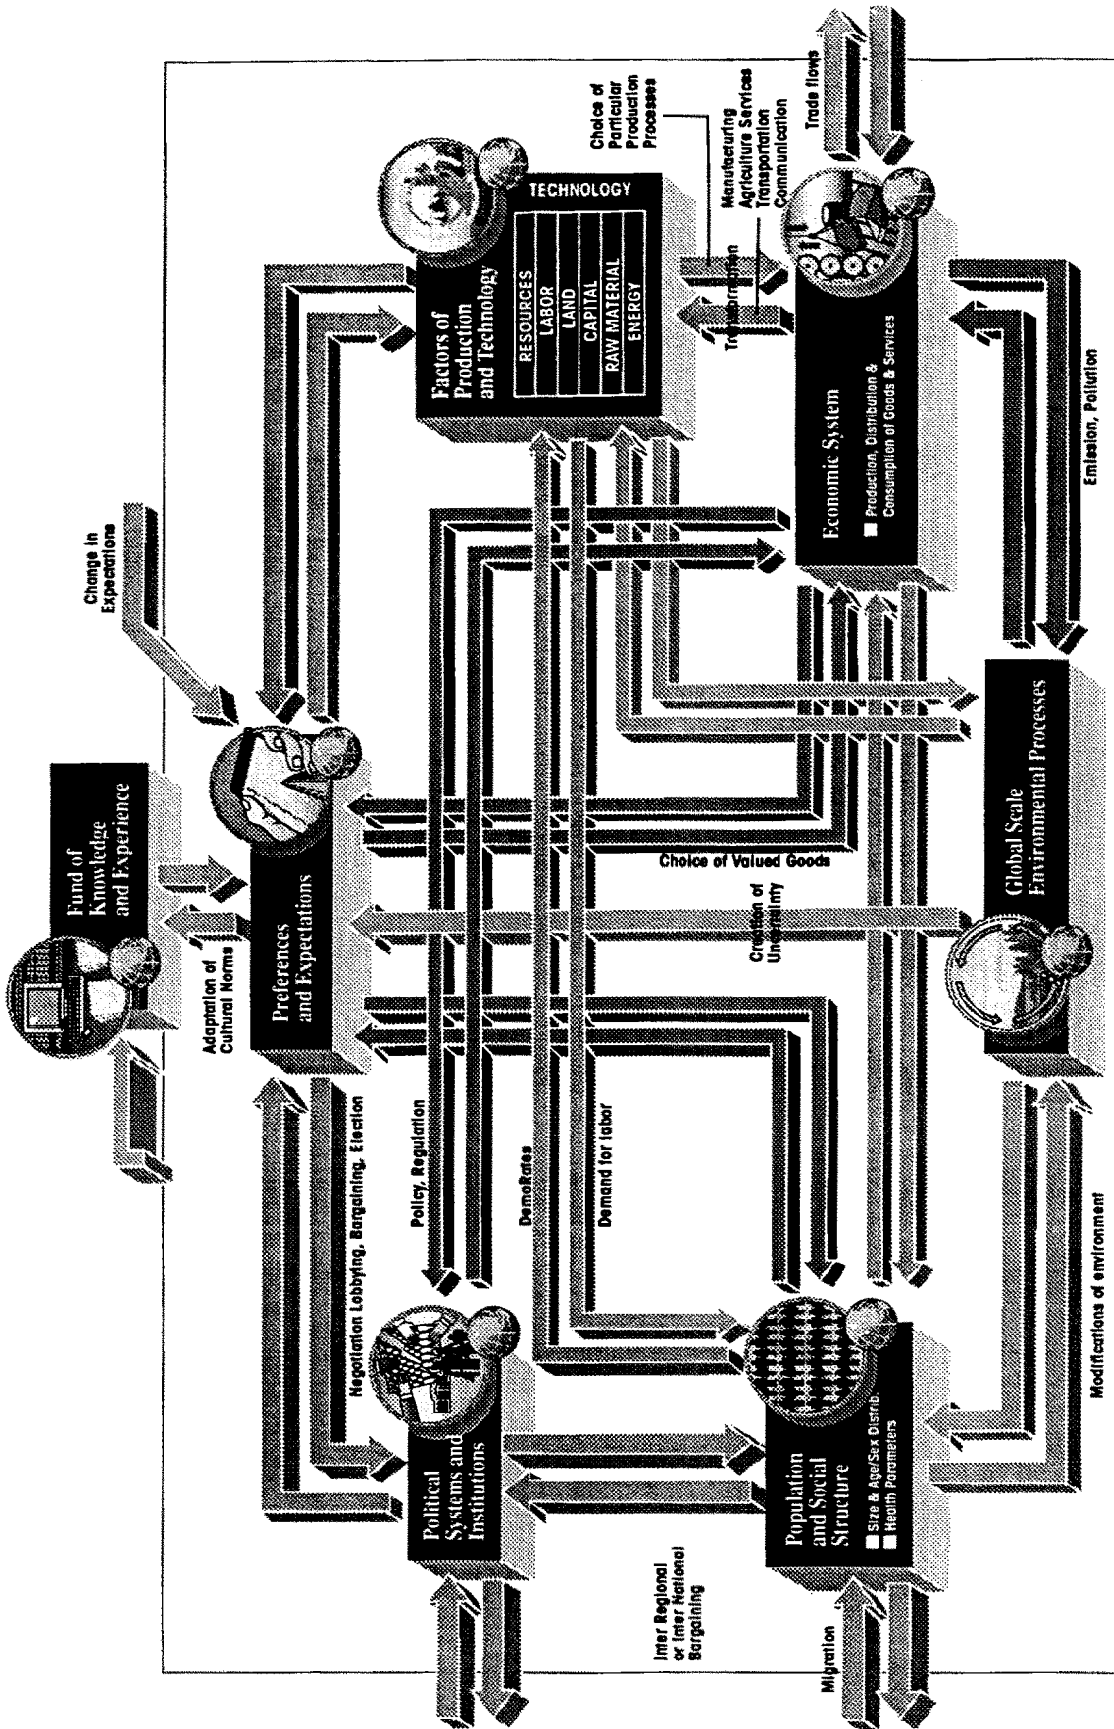 Fund of
Knowledge
and Experience
Change in
Expectations
Adaptation of
Cultural Norms
Preferences
and Expectations
Negotiation Lobbying, Bargaining, Election
Political
Systems and
Institutions
Policy, Regulation
DemoRates
Demand for labor
Factors of
Production
and Technology
TECHNOLOGY
RESOURCES
LABOR
LAND
CAPITAL
RAW MATERIAL
ENERGY
Choice of
Particular
Production
Processes
Manufacturing
Agriculture Services
Transportation
Communication
Transformation
Trade flows
Inter Regional
or Inter National
Bargaining
Choice of Valued Goods
Creation of
Uncertainty
Population
and Social
Structure
Size & Age/Sex Distrib
Health Parameters
Economic System
Production, Distribution &
Consumption of Goods & Services
Migration
Global Scale
Environmental Processes
Modifications of environment
Emission, Pollution